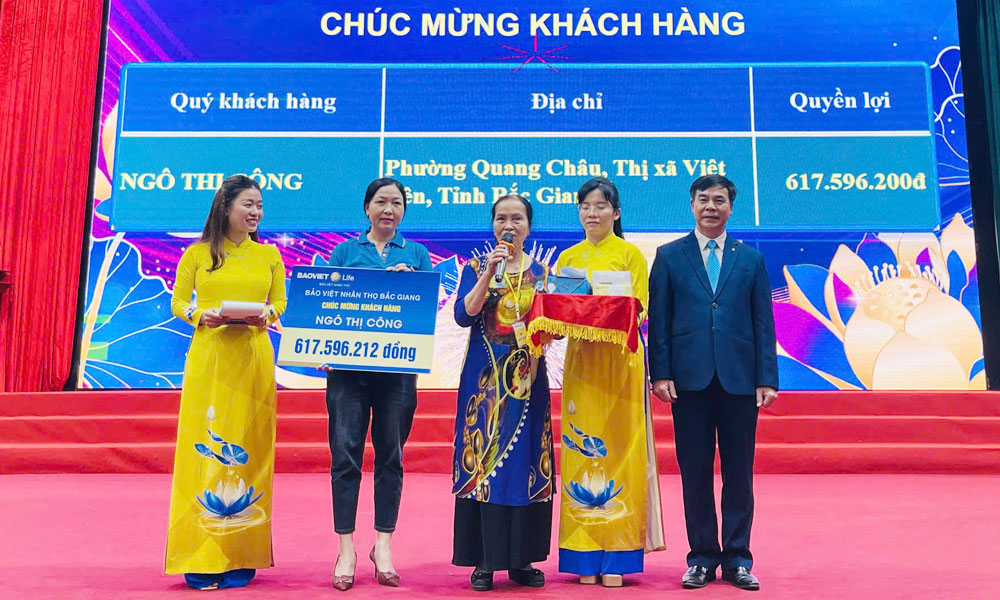 CHÚC MỪNG KHÁCH HÀNG
Quý khách hàng
Địa chỉ
Quyền lợi
NGÔ THỊ CÔNG
Phường Quang Châu, Thị xã Việt
Tỉnh Bắc
617.596.200đ
BAOVIET Life
BẢO VIỆT NHÂN THỌ
BẢO VIỆT NHÂN THỌ BẮC GIANG
CHÚC MỪNG KHÁCH HÀNG
NGÔ THỊ CÔNG
617.596.212 đồng